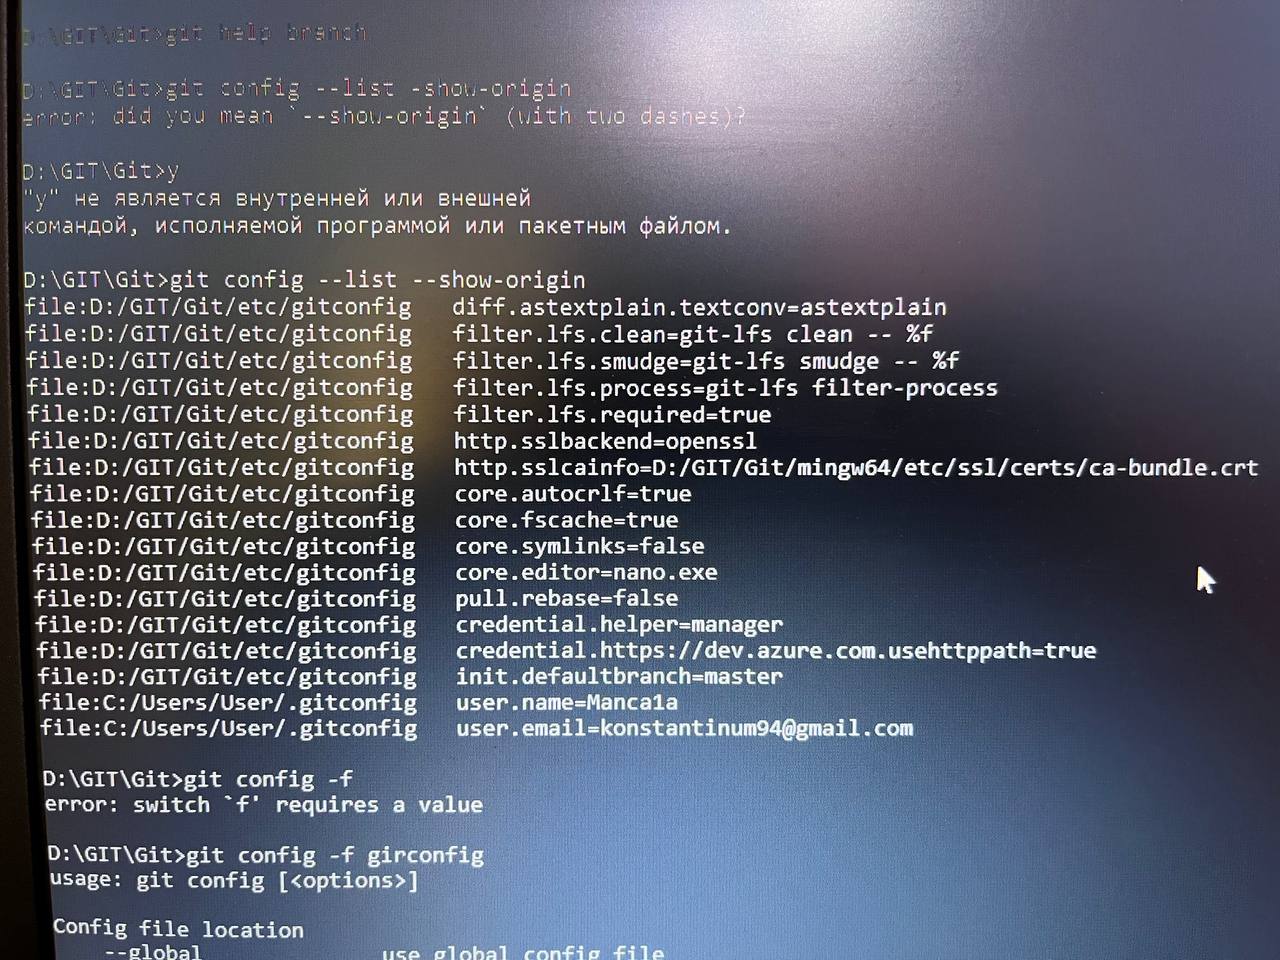 D:\GIT\Git>git help branch
D:\GIT\Git>git config --list -show-origin
error: did you mean `--show-origin` (with two dashes)?
D:\GIT\Git>y
"y" не является внутренней или внешней
командой, исполняемой программой или пакетным файлом.
D:\GIT\Git>git config --list --show-origin
file:D:/GIT/Git/etc/gitconfig   diff.astextplain.textconv=astextplain
file:D:/GIT/Git/etc/gitconfig   filter.lfs.clean=git-lfs clean -- %f
file:D:/GIT/Git/etc/gitconfig   filter.lfs.smudge=git-lfs smudge -- %f
file:D:/GIT/Git/etc/gitconfig   filter.lfs.process=git-lfs filter-process
file:D:/GIT/Git/etc/gitconfig   filter.lfs.required=true
file:D:/GIT/Git/etc/gitconfig   http.sslbackend=openssl
file:D:/GIT/Git/etc/gitconfig   http.sslcainfo=D:/GIT/Git/mingw64/etc/ssl/certs/ca-bundle.crt
file:D:/GIT/Git/etc/gitconfig   core.autocrlf=true
file:D:/GIT/Git/etc/gitconfig   core.fscache=true
file:D:/GIT/Git/etc/gitconfig   core.symlinks=false
file:D:/GIT/Git/etc/gitconfig   core.editor=nano.exe
file:D:/GIT/Git/etc/gitconfig   pull.rebase=false
file:D:/GIT/Git/etc/gitconfig   credential.helper=manager
file:D:/GIT/Git/etc/gitconfig   credential.https://dev.azure.com.usehttppath=true
file:D:/GIT/Git/etc/gitconfig   init.defaultbranch=master
file:C:/Users/User/.gitconfig   user.name=Manca1a
file:C:/Users/User/.gitconfig   user.email=konstantinum94@gmail.com
D:\GIT\Git>git config -f
error: switch `f' requires a value
D:\GIT\Git>git config -f girconfig
usage: git config [<options>]
Config file location
--global   use global config file